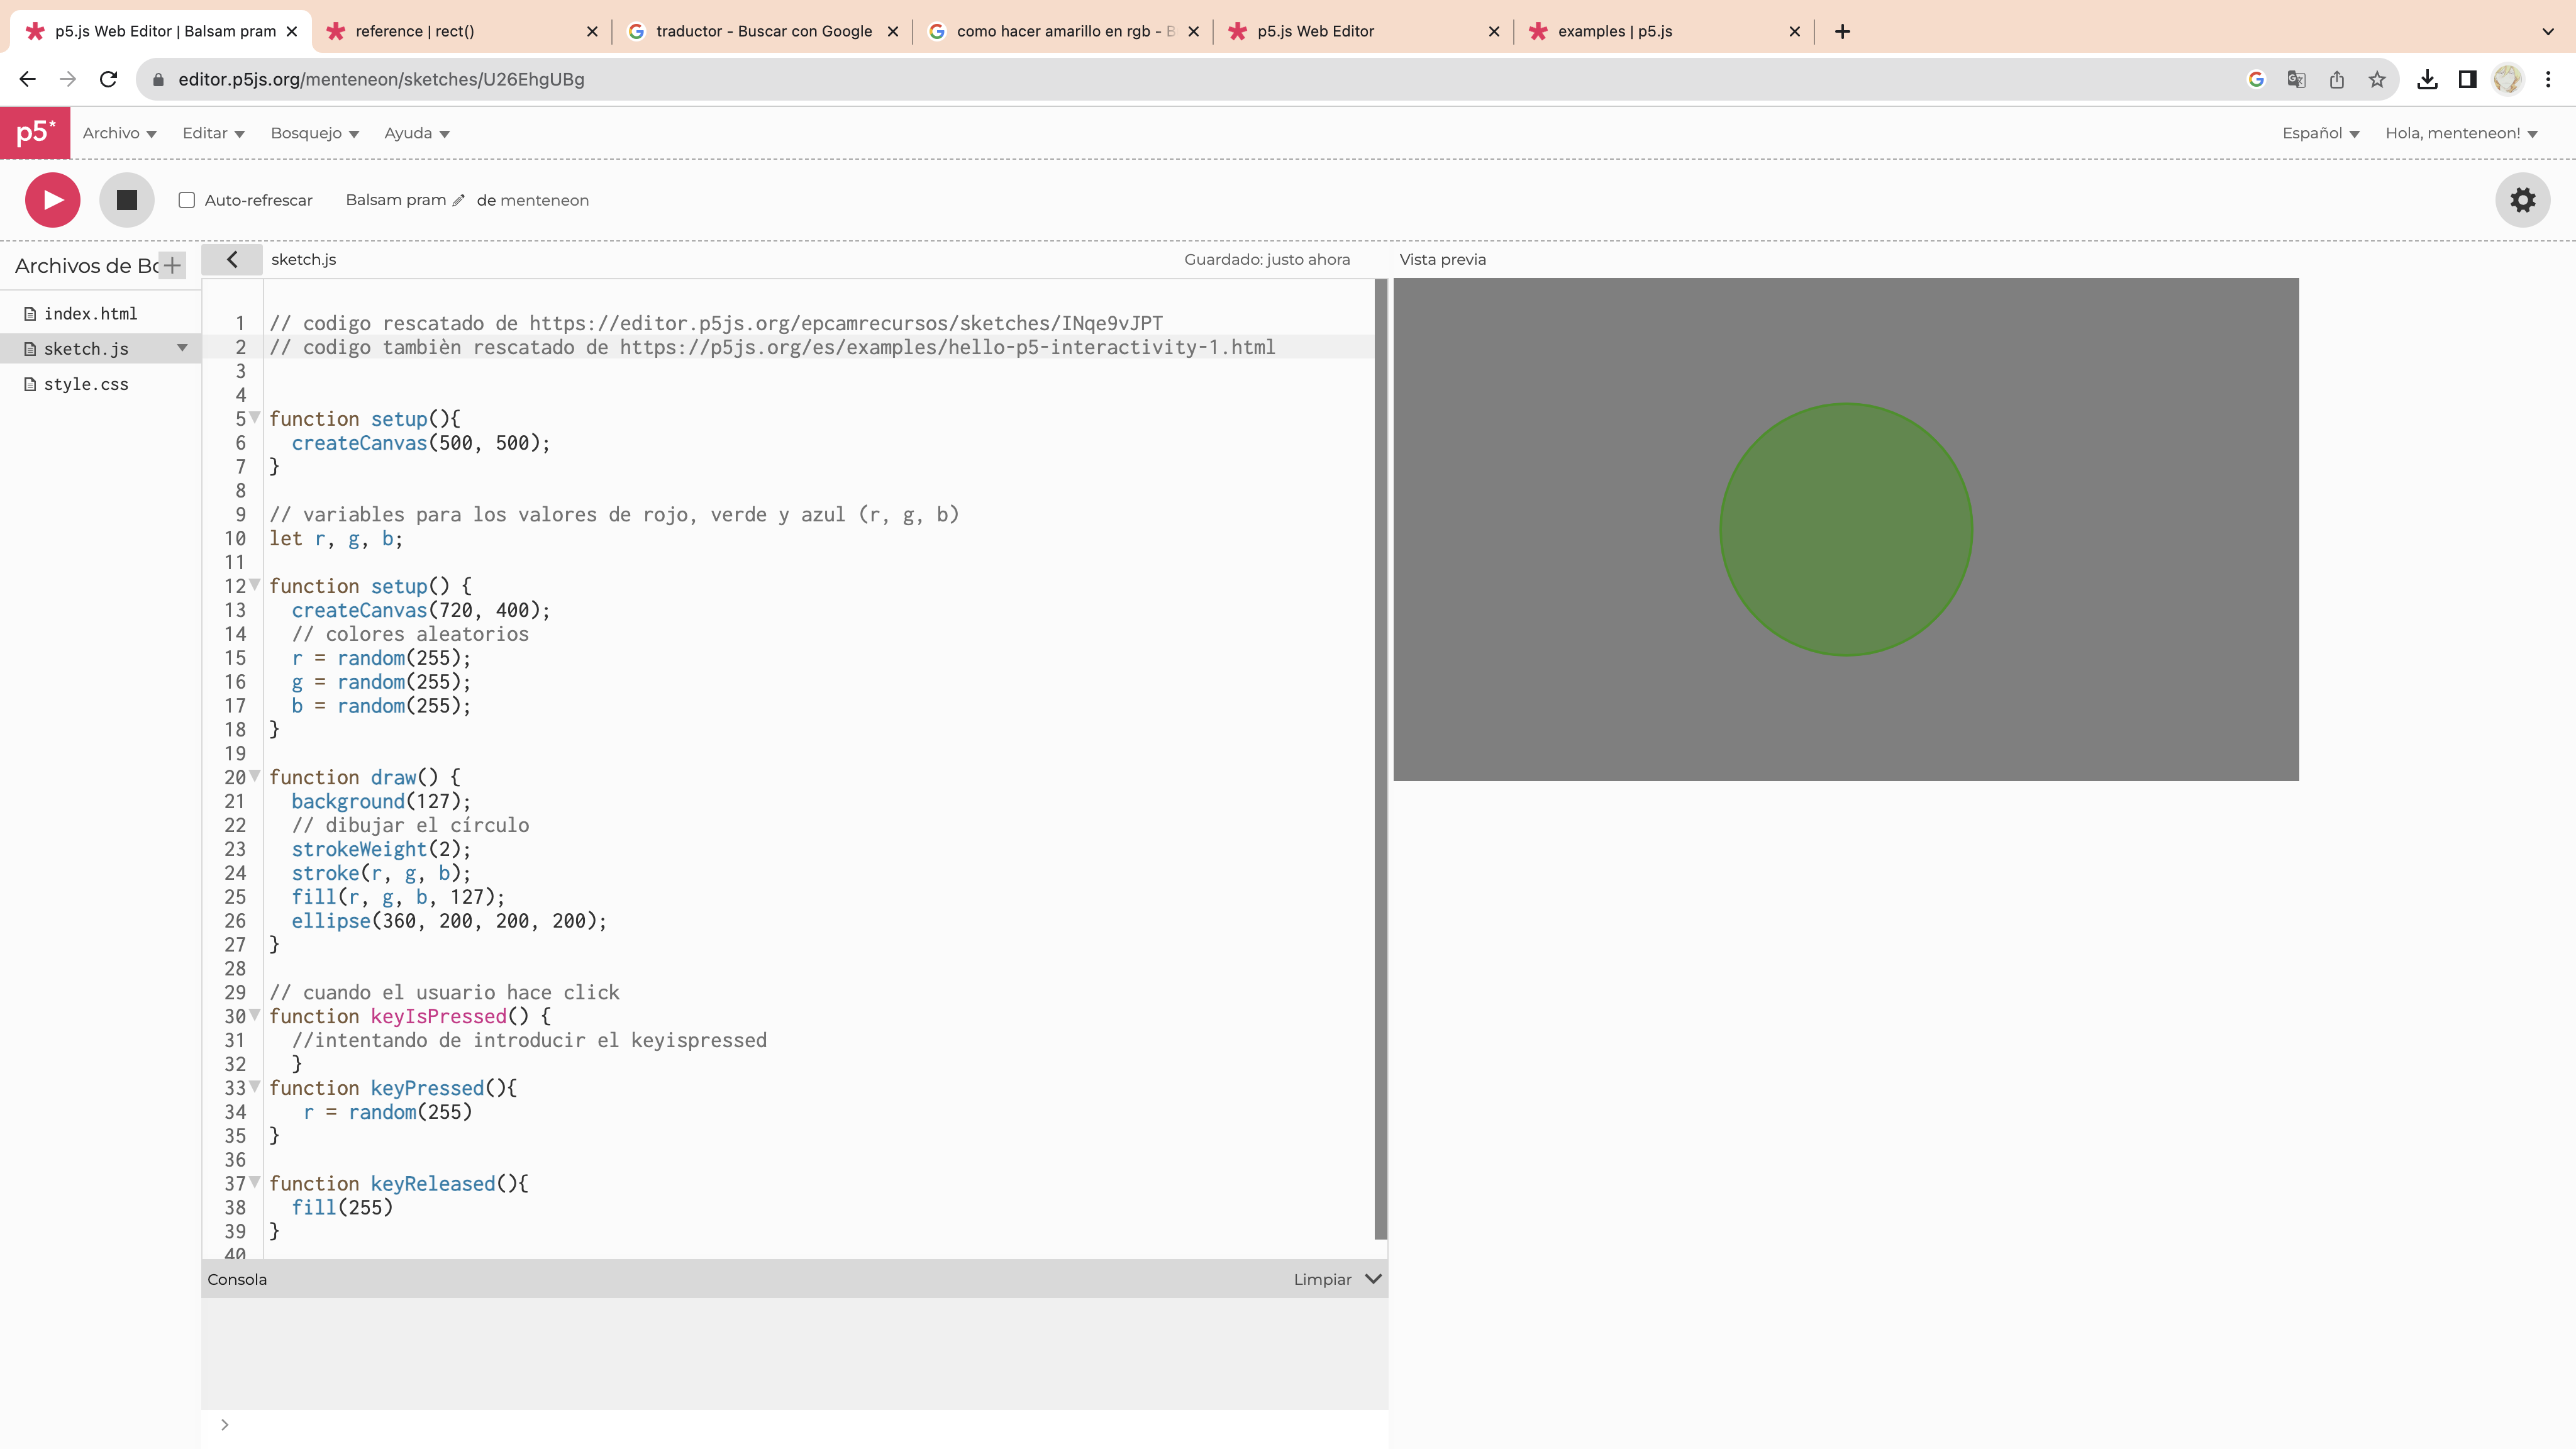 p5.js Web Editor | Balsam pram
reference | rect()
traductor - Buscar con Google
como hacer amarillo en rgb - B
p5.js Web Editor
examples | p5.js
editor.p5js.org/menteneon/sketches/U26EhgUBg
p5*
Archivo
Editar
Bosquejo
Ayuda
Español
Hola, menteneon!
Auto-refrescar
Balsam pram
de menteneon
Archivos de Bo
index.html
sketch.js
style.css
sketch.js
Guardado: justo ahora
Vista previa
1 // codigo rescatado de https://editor.p5js.org/epcamrecursos/sketches/INqe9vJPT
2 // codigo tambièn rescatado de https://p5js.org/es/examples/hello-p5-interactivity-1.html
3
4
5 function setup(){
6 createCanvas(500, 500);
7 }
8
9 // variables para los valores de rojo, verde y azul (r, g, b)
10 let r, g, b;
11
12 function setup() {
13 createCanvas(720, 400);
14 // colores aleatorios
15 r = random(255);
16 g = random(255);
17 b = random(255);
18 }
19
20 function draw() {
21 background(127);
22 // dibujar el círculo
23 strokeWeight(2);
24 stroke(r, g, b);
25 fill(r, g, b, 127);
26 ellipse(360, 200, 200, 200);
27 }
28
29 // cuando el usuario hace click
30 function keyIsPressed() {
31 //intentando de introducir el keyispressed
32 }
33 function keyPressed(){
34 r = random(255)
35 }
36
37 function keyReleased(){
38 fill(255)
39 }
40
Consola
Limpiar
>